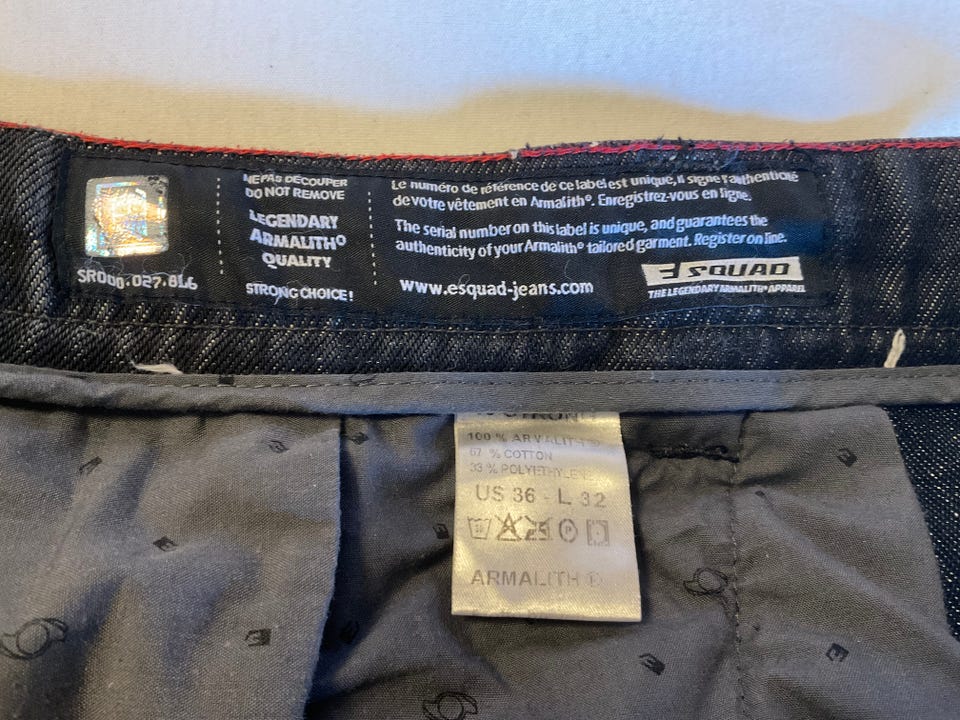 NE PAS DÉCOUPER
DO NOT REMOVE
LEGENDARY
ARMALITH®
QUALITY
STRONG CHOICE!
SR000.027.816
Le numéro de référence de ce label est unique, il signe l'authenticité
de votre vêtement en Armalith®. Enregistrez-vous en ligne.
The serial number on this label is unique, and guarantees the
authenticity of your Armalith® tailored garment. Register on line.
www.esquad-jeans.com
ESQUAD
THE LEGENDARY ARMALITH® APPAREL
STRONG
100 % ARMALITH®
67 % COTTON
33 % POLYETHYLENE
US 36 - L 32
ARMALITH ®